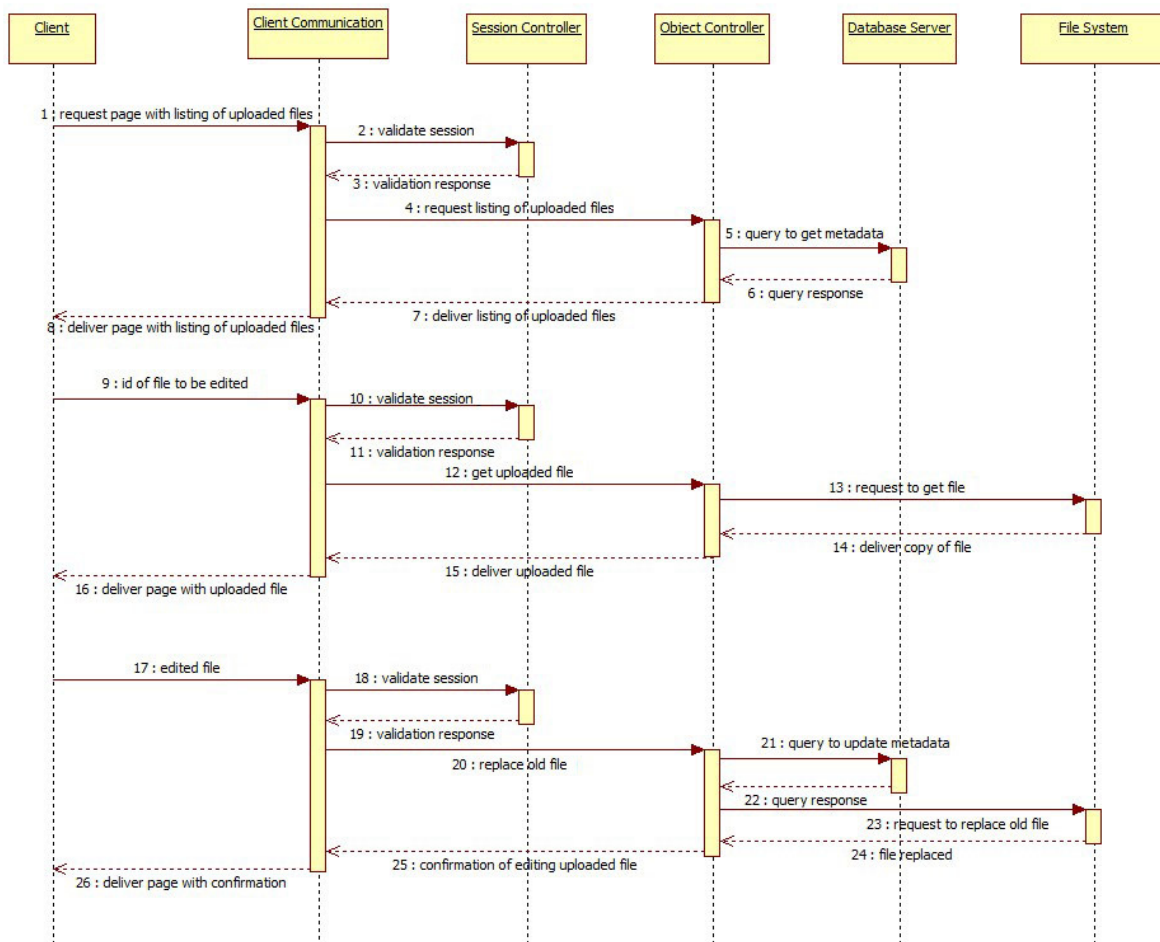 Client
Client Communication
Session Controller
Object Controller
Database Server
File System
1 : request page with listing of uploaded files
2 : validate session
3 : validation response
4 : request listing of uploaded files
5 : query to get metadata
6 : query response
7 : deliver listing of uploaded files
8 : deliver page with listing of uploaded files
9 : id of file to be edited
10 : validate session
11 : validation response
12 : get uploaded file
13 : request to get file
14 : deliver copy of file
15 : deliver uploaded file
16 : deliver page with uploaded file
17 : edited file
18 : validate session
19 : validation response
20 : replace old file
21 : query to update metadata
22 : query response
23 : request to replace old file
24 : file replaced
25 : confirmation of editing uploaded file
26 : deliver page with confirmation